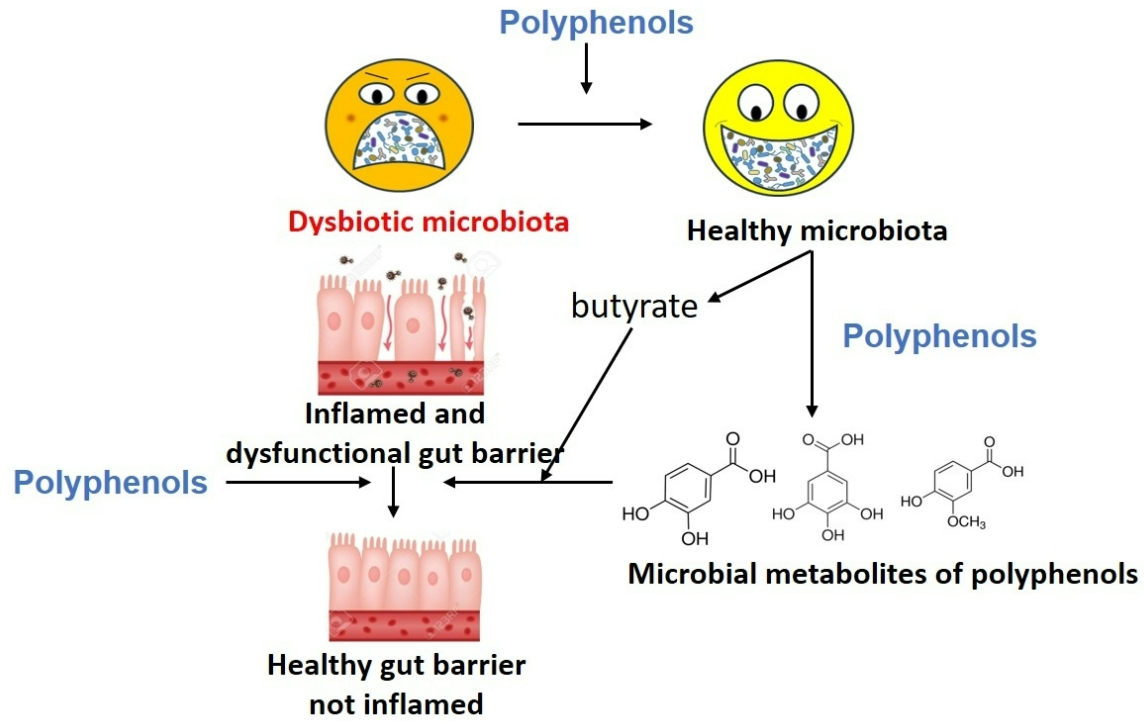 Polyphenols
Dysbiotic microbiota
Healthy microbiota
butyrate
Polyphenols
Inflamed and
dysfunctional gut barrier
Polyphenols
O
OH
HO
OH
O
OH
HO
OH
OH
O
OH
HO
OCH3
Microbial metabolites of polyphenols
Healthy gut barrier
not inflamed